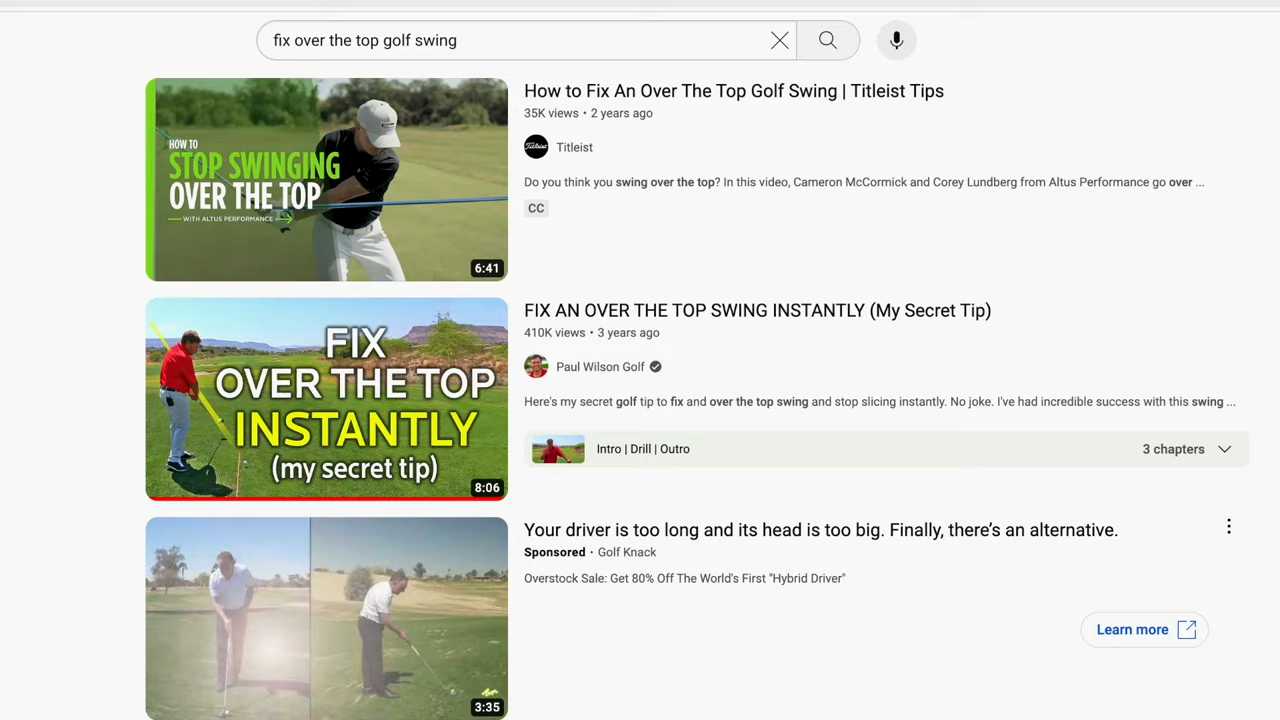 fix over the top golf swing
HOW TO
STOP SWINGING
OVER THE TOP
WITH ALTUS PERFORMANCE
6:41
How to Fix An Over The Top Golf Swing | Titleist Tips
35K views • 2 years ago
Titleist
Titleist
Do you think you swing over the top? In this video, Cameron McCormick and Corey Lundberg from Altus Performance go over ...
CC
FIX
OVER THE TOP
INSTANTLY
(my secret tip)
8:06
FIX AN OVER THE TOP SWING INSTANTLY (My Secret Tip)
410K views • 3 years ago
Paul Wilson Golf
Here's my secret golf tip to fix and over the top swing and stop slicing instantly. No joke. I've had incredible success with this swing ...
Intro | Drill | Outro
3 chapters
3:35
Your driver is too long and its head is too big. Finally, there’s an alternative.
Sponsored · Golf Knack
Overstock Sale: Get 80% Off The World's First "Hybrid Driver"
Learn more